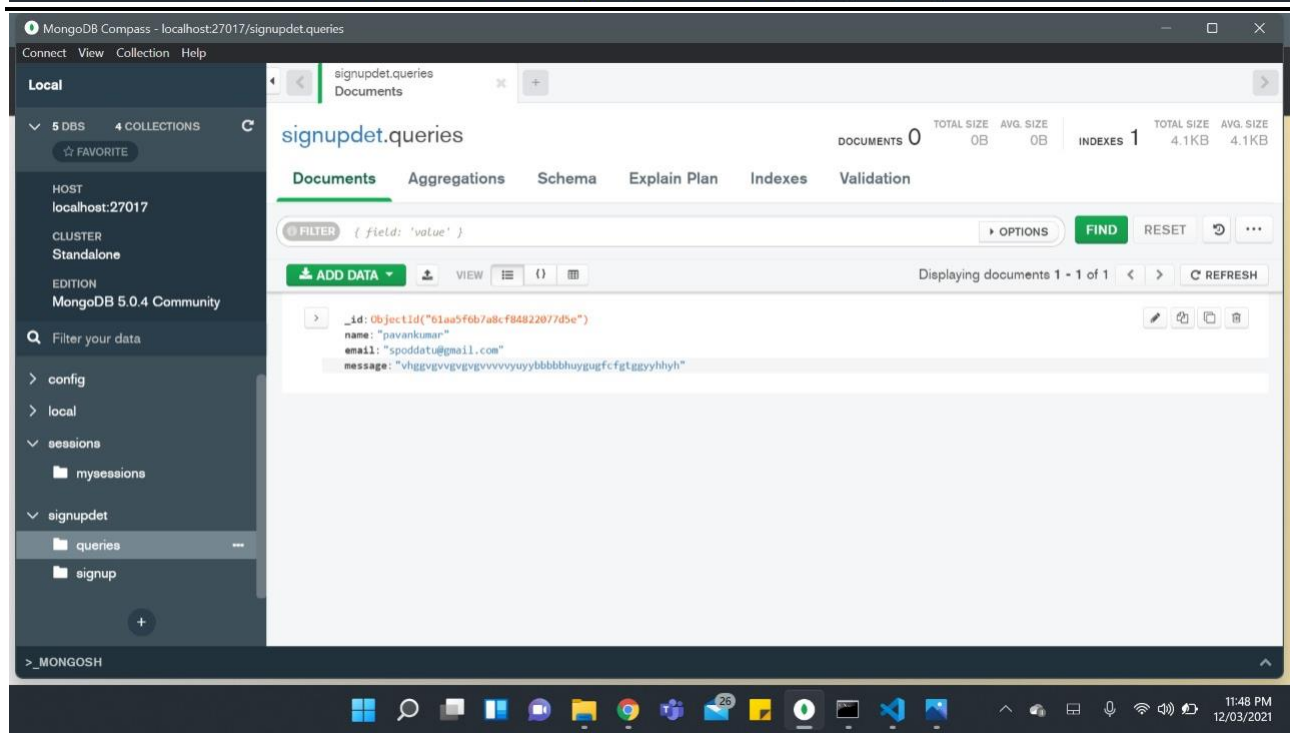 MongoDB Compass - localhost:27017/signupdet.queries
Connect View Collection Help
Local
signupdet.queries
Documents
5 DBS 4 COLLECTIONS
FAVORITE
signupdet.queries
DOCUMENTS 0 TOTAL SIZE 0B AVG. SIZE 0B INDEXES 1 TOTAL SIZE 4.1KB AVG. SIZE 4.1KB
Documents Aggregations Schema Explain Plan Indexes Validation
HOST
localhost:27017
CLUSTER
Standalone
EDITION
MongoDB 5.0.4 Community
FILTER { field: 'value' } OPTIONS FIND RESET ...
ADD DATA VIEW {} Displaying documents 1 - 1 of 1 < > REFRESH
_id: ObjectId("61aa5f6b7a8cf84822077d5e")
name: "pavankumar"
email: "spoddatu@gmail.com"
message: "vhggvgvvgvgvgvvvvvyuyybbbbbhuygugfcfgtggyyhhyh"
Filter your data
config
local
sessions
mysessions
signupdet
queries ...
signup
+
>_MONGOSH
26
11:48 PM
12/03/2021